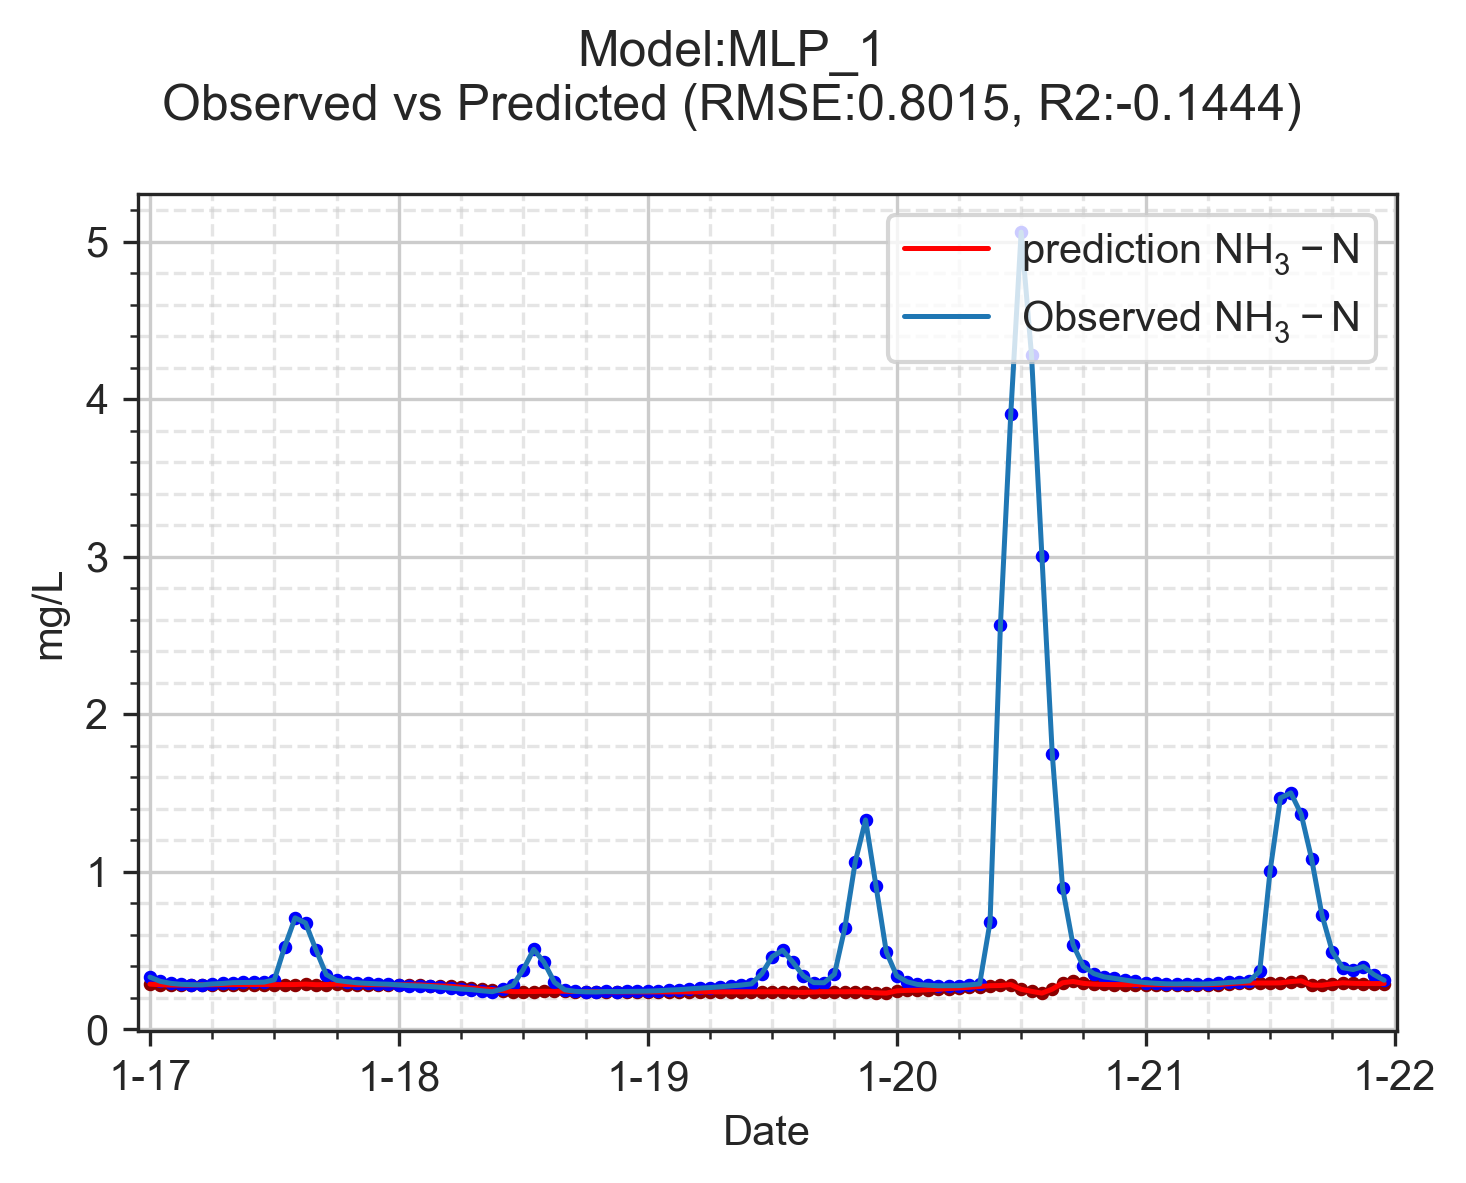 Model:MLP_1
Observed vs Predicted (RMSE:0.8015, R2:-0.1444)
prediction NH₃ − N
Observed NH₃ − N
5
4
3
2
1
0
mg/L
1-17 1-18 1-19 1-20 1-21 1-22
Date